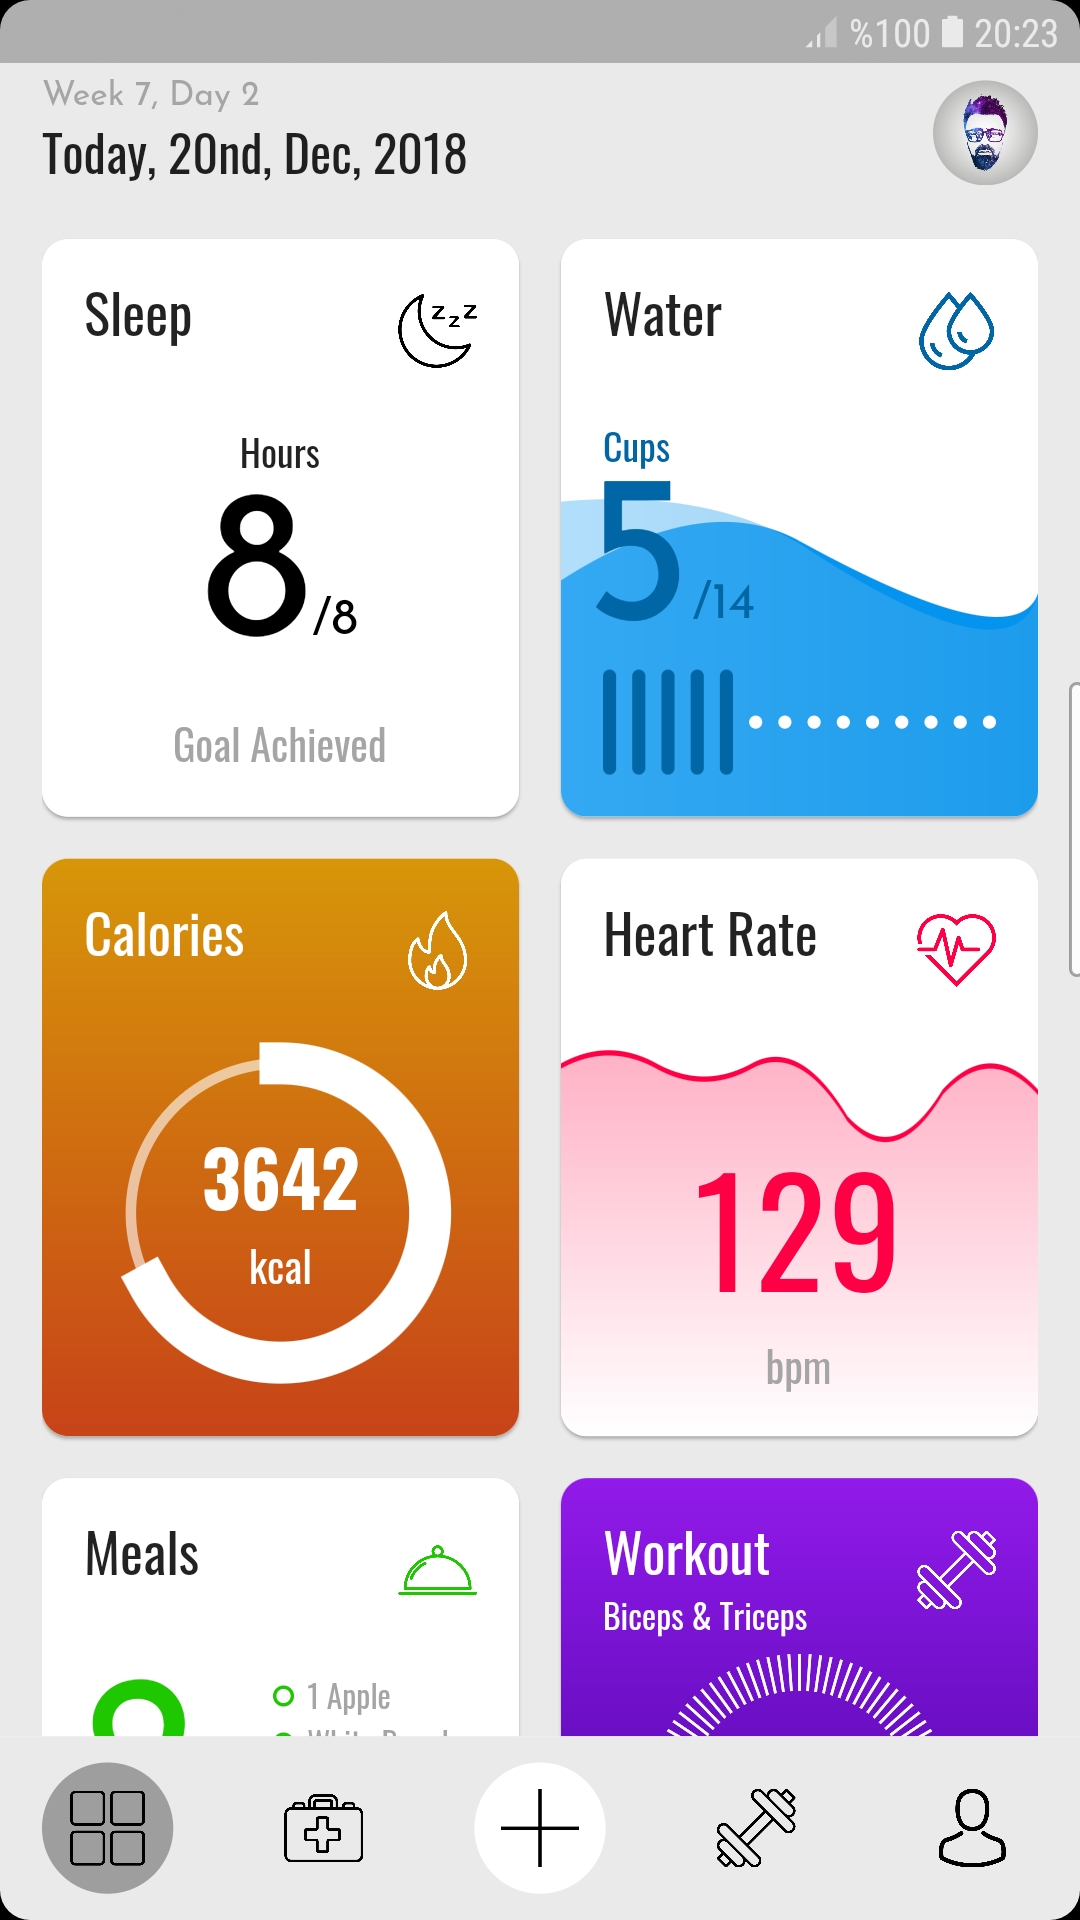 %100 20:23
Week 7, Day 2
Today, 20nd, Dec, 2018
Sleep
zzz
Hours
8/8
Goal Achieved
Water
Cups
5/14
Calories
3642
kcal
Heart Rate
129
bpm
Meals
1 Apple
Workout
Biceps & Triceps